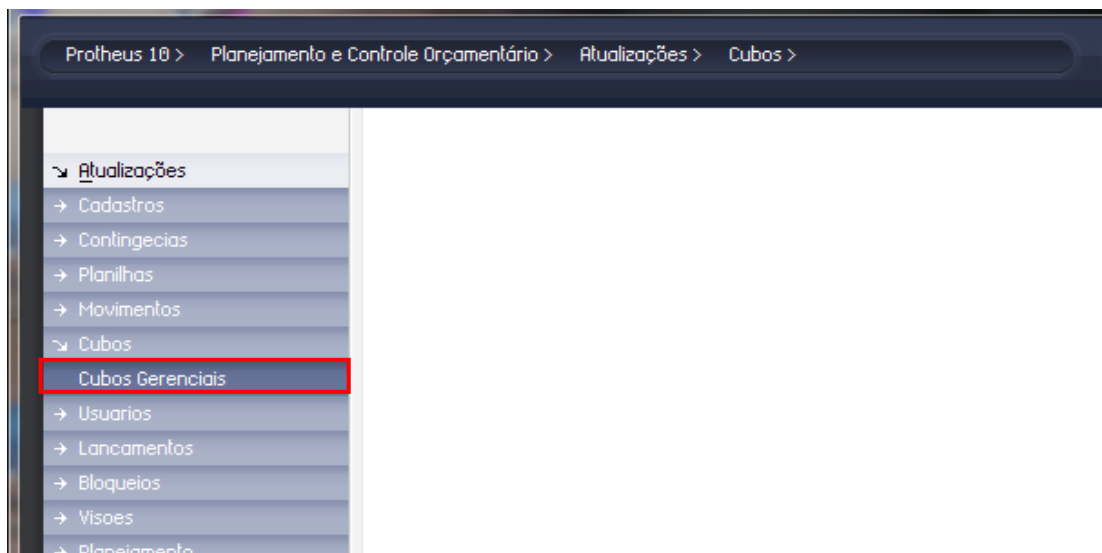 Protheus 10 > Planejamento e Controle Orçamentário > Atualizações > Cubos >
Atualizações
Cadastros
Contingecias
Planilhas
Movimentos
Cubos
Cubos Gerenciais
Usuarios
Lancamentos
Bloqueios
Visoes
Planejamento